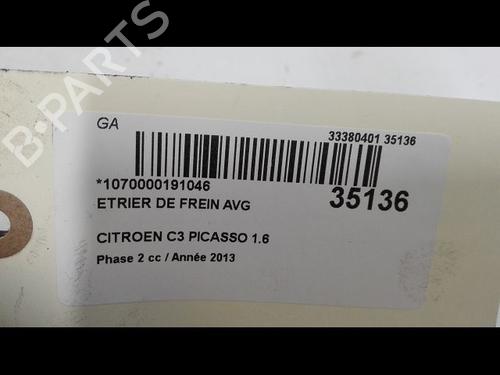 GA
33380401 35136
*1070000191046
35136
ETRIER DE FREIN AVG
CITROEN C3 PICASSO 1.6
Phase 2 cc / Année 2013
B-PARTS